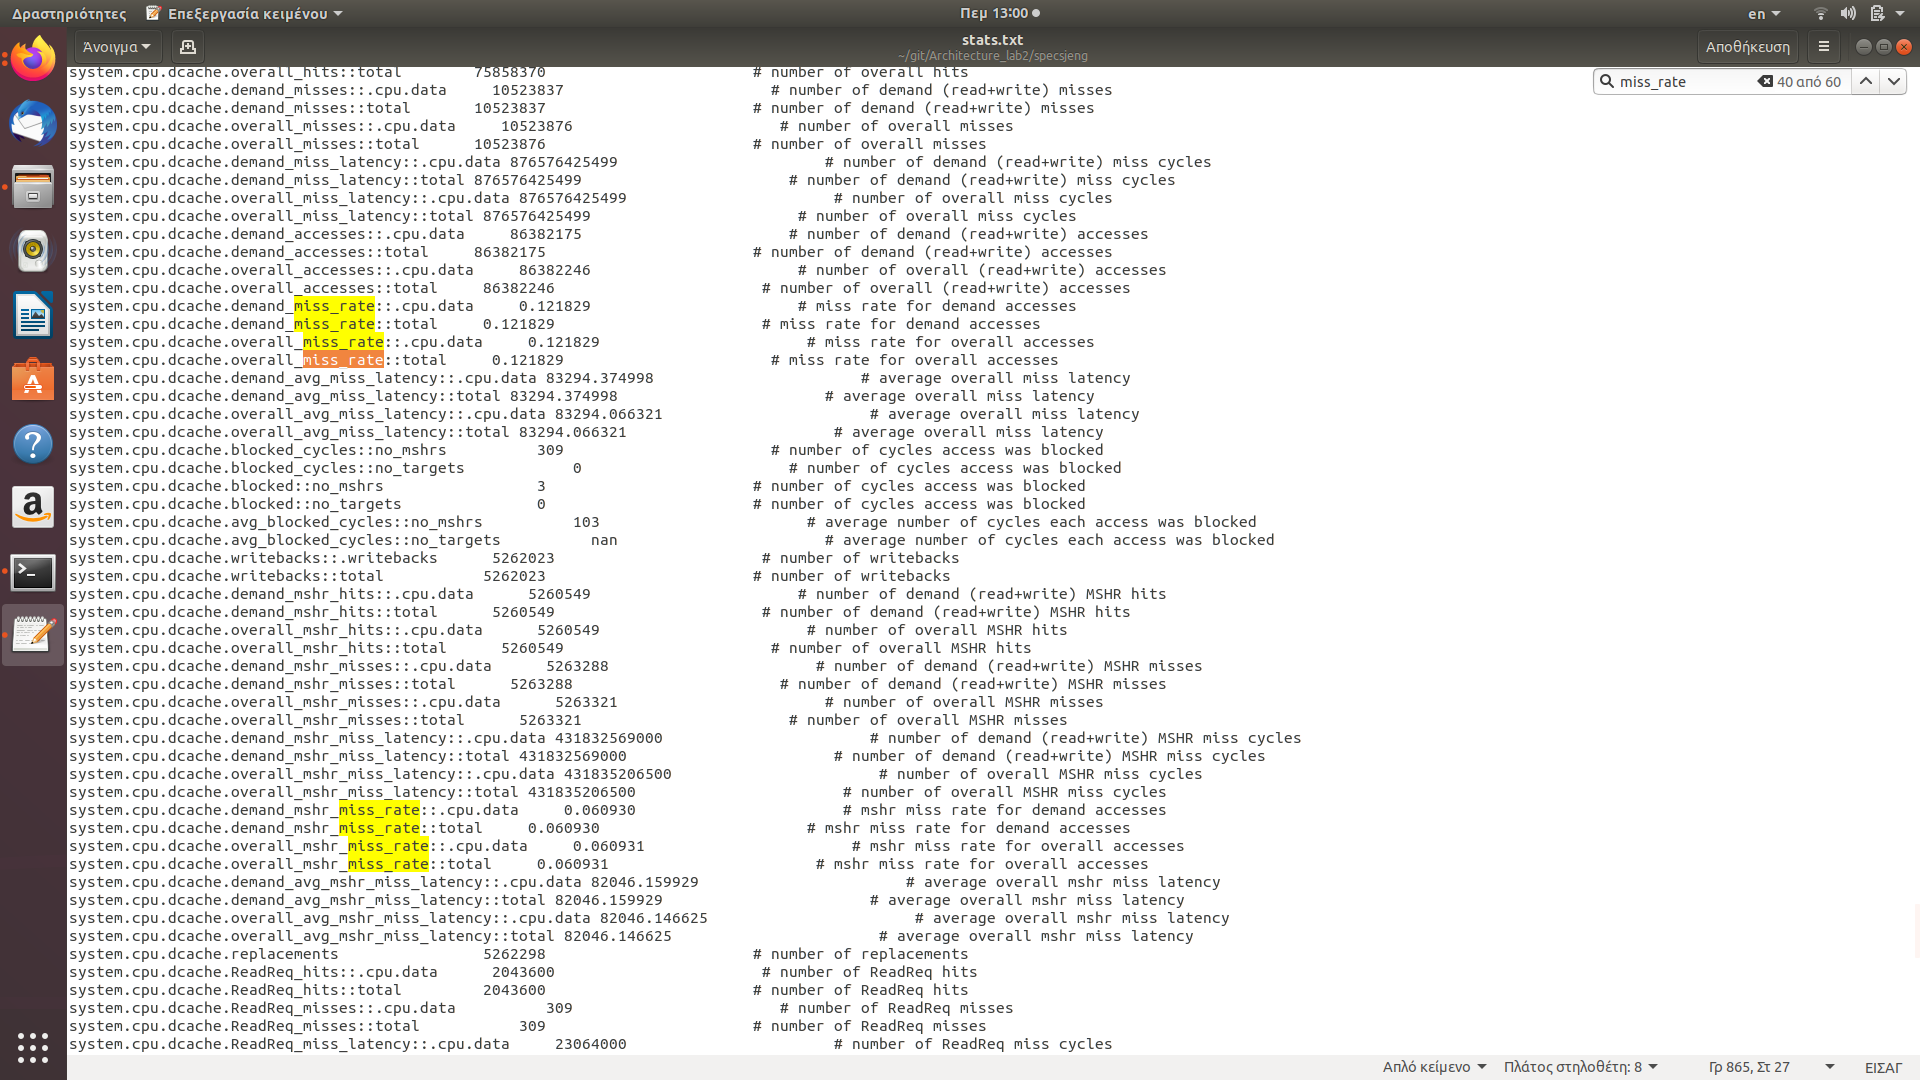 Δραστηριότητες Επεξεργασία κειμένου Πεμ 13:00 en
Άνοιγμα stats.txt Αποθήκευση
~/git/Architecture_lab2/specsjeng
miss_rate 40 από 60
system.cpu.dcache.overall_hits::total 75858370 # number of overall hits
system.cpu.dcache.demand_misses::.cpu.data 10523837 # number of demand (read+write) misses
system.cpu.dcache.demand_misses::total 10523837 # number of demand (read+write) misses
system.cpu.dcache.overall_misses::.cpu.data 10523876 # number of overall misses
system.cpu.dcache.overall_misses::total 10523876 # number of overall misses
system.cpu.dcache.demand_miss_latency::.cpu.data 876576425499 # number of demand (read+write) miss cycles
system.cpu.dcache.demand_miss_latency::total 876576425499 # number of demand (read+write) miss cycles
system.cpu.dcache.overall_miss_latency::.cpu.data 876576425499 # number of overall miss cycles
system.cpu.dcache.overall_miss_latency::total 876576425499 # number of overall miss cycles
system.cpu.dcache.demand_accesses::.cpu.data 86382175 # number of demand (read+write) accesses
system.cpu.dcache.demand_accesses::total 86382175 # number of demand (read+write) accesses
system.cpu.dcache.overall_accesses::.cpu.data 86382246 # number of overall (read+write) accesses
system.cpu.dcache.overall_accesses::total 86382246 # number of overall (read+write) accesses
system.cpu.dcache.demand_miss_rate::.cpu.data 0.121829 # miss rate for demand accesses
system.cpu.dcache.demand_miss_rate::total 0.121829 # miss rate for demand accesses
system.cpu.dcache.overall_miss_rate::.cpu.data 0.121829 # miss rate for overall accesses
system.cpu.dcache.overall_miss_rate::total 0.121829 # miss rate for overall accesses
system.cpu.dcache.demand_avg_miss_latency::.cpu.data 83294.374998 # average overall miss latency
system.cpu.dcache.demand_avg_miss_latency::total 83294.374998 # average overall miss latency
system.cpu.dcache.overall_avg_miss_latency::.cpu.data 83294.066321 # average overall miss latency
system.cpu.dcache.overall_avg_miss_latency::total 83294.066321 # average overall miss latency
system.cpu.dcache.blocked_cycles::no_mshrs 309 # number of cycles access was blocked
system.cpu.dcache.blocked_cycles::no_targets 0 # number of cycles access was blocked
system.cpu.dcache.blocked::no_mshrs 3 # number of cycles access was blocked
system.cpu.dcache.blocked::no_targets 0 # number of cycles access was blocked
system.cpu.dcache.avg_blocked_cycles::no_mshrs 103 # average number of cycles each access was blocked
system.cpu.dcache.avg_blocked_cycles::no_targets nan # average number of cycles each access was blocked
system.cpu.dcache.writebacks::.writebacks 5262023 # number of writebacks
system.cpu.dcache.writebacks::total 5262023 # number of writebacks
system.cpu.dcache.demand_mshr_hits::.cpu.data 5260549 # number of demand (read+write) MSHR hits
system.cpu.dcache.demand_mshr_hits::total 5260549 # number of demand (read+write) MSHR hits
system.cpu.dcache.overall_mshr_hits::.cpu.data 5260549 # number of overall MSHR hits
system.cpu.dcache.overall_mshr_hits::total 5260549 # number of overall MSHR hits
system.cpu.dcache.demand_mshr_misses::.cpu.data 5263288 # number of demand (read+write) MSHR misses
system.cpu.dcache.demand_mshr_misses::total 5263288 # number of demand (read+write) MSHR misses
system.cpu.dcache.overall_mshr_misses::.cpu.data 5263321 # number of overall MSHR misses
system.cpu.dcache.overall_mshr_misses::total 5263321 # number of overall MSHR misses
system.cpu.dcache.demand_mshr_miss_latency::.cpu.data 431832569000 # number of demand (read+write) MSHR miss cycles
system.cpu.dcache.demand_mshr_miss_latency::total 431832569000 # number of demand (read+write) MSHR miss cycles
system.cpu.dcache.overall_mshr_miss_latency::.cpu.data 431835206500 # number of overall MSHR miss cycles
system.cpu.dcache.overall_mshr_miss_latency::total 431835206500 # number of overall MSHR miss cycles
system.cpu.dcache.demand_mshr_miss_rate::.cpu.data 0.060930 # mshr miss rate for demand accesses
system.cpu.dcache.demand_mshr_miss_rate::total 0.060930 # mshr miss rate for demand accesses
system.cpu.dcache.overall_mshr_miss_rate::.cpu.data 0.060931 # mshr miss rate for overall accesses
system.cpu.dcache.overall_mshr_miss_rate::total 0.060931 # mshr miss rate for overall accesses
system.cpu.dcache.demand_avg_mshr_miss_latency::.cpu.data 82046.159929 # average overall mshr miss latency
system.cpu.dcache.demand_avg_mshr_miss_latency::total 82046.159929 # average overall mshr miss latency
system.cpu.dcache.overall_avg_mshr_miss_latency::.cpu.data 82046.146625 # average overall mshr miss latency
system.cpu.dcache.overall_avg_mshr_miss_latency::total 82046.146625 # average overall mshr miss latency
system.cpu.dcache.replacements 5262298 # number of replacements
system.cpu.dcache.ReadReq_hits::.cpu.data 2043600 # number of ReadReq hits
system.cpu.dcache.ReadReq_hits::total 2043600 # number of ReadReq hits
system.cpu.dcache.ReadReq_misses::.cpu.data 309 # number of ReadReq misses
system.cpu.dcache.ReadReq_misses::total 309 # number of ReadReq misses
system.cpu.dcache.ReadReq_miss_latency::.cpu.data 23064000 # number of ReadReq miss cycles
Απλό κείμενο Πλάτος στηλοθέτη: 8 Γρ 865, Στ 27 ΕΙΣΑΓ